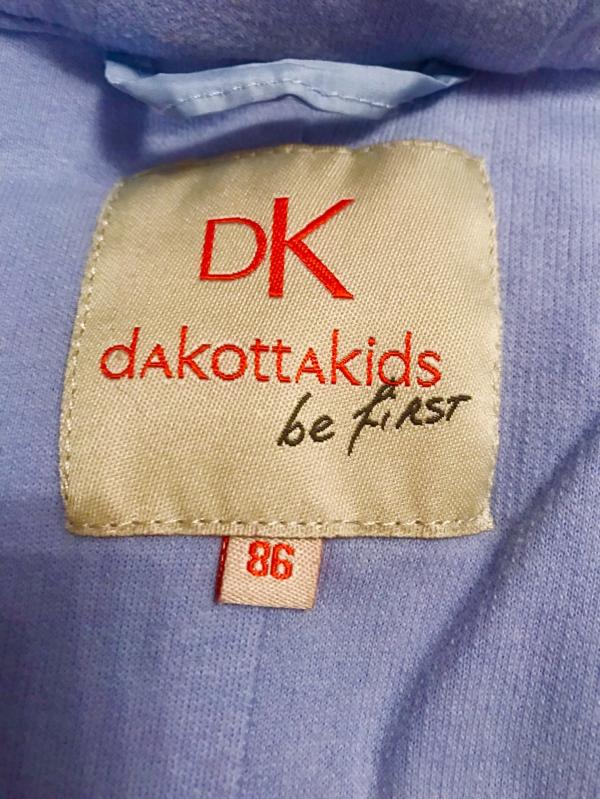 DK
dAkottAkids
be fiRST
86